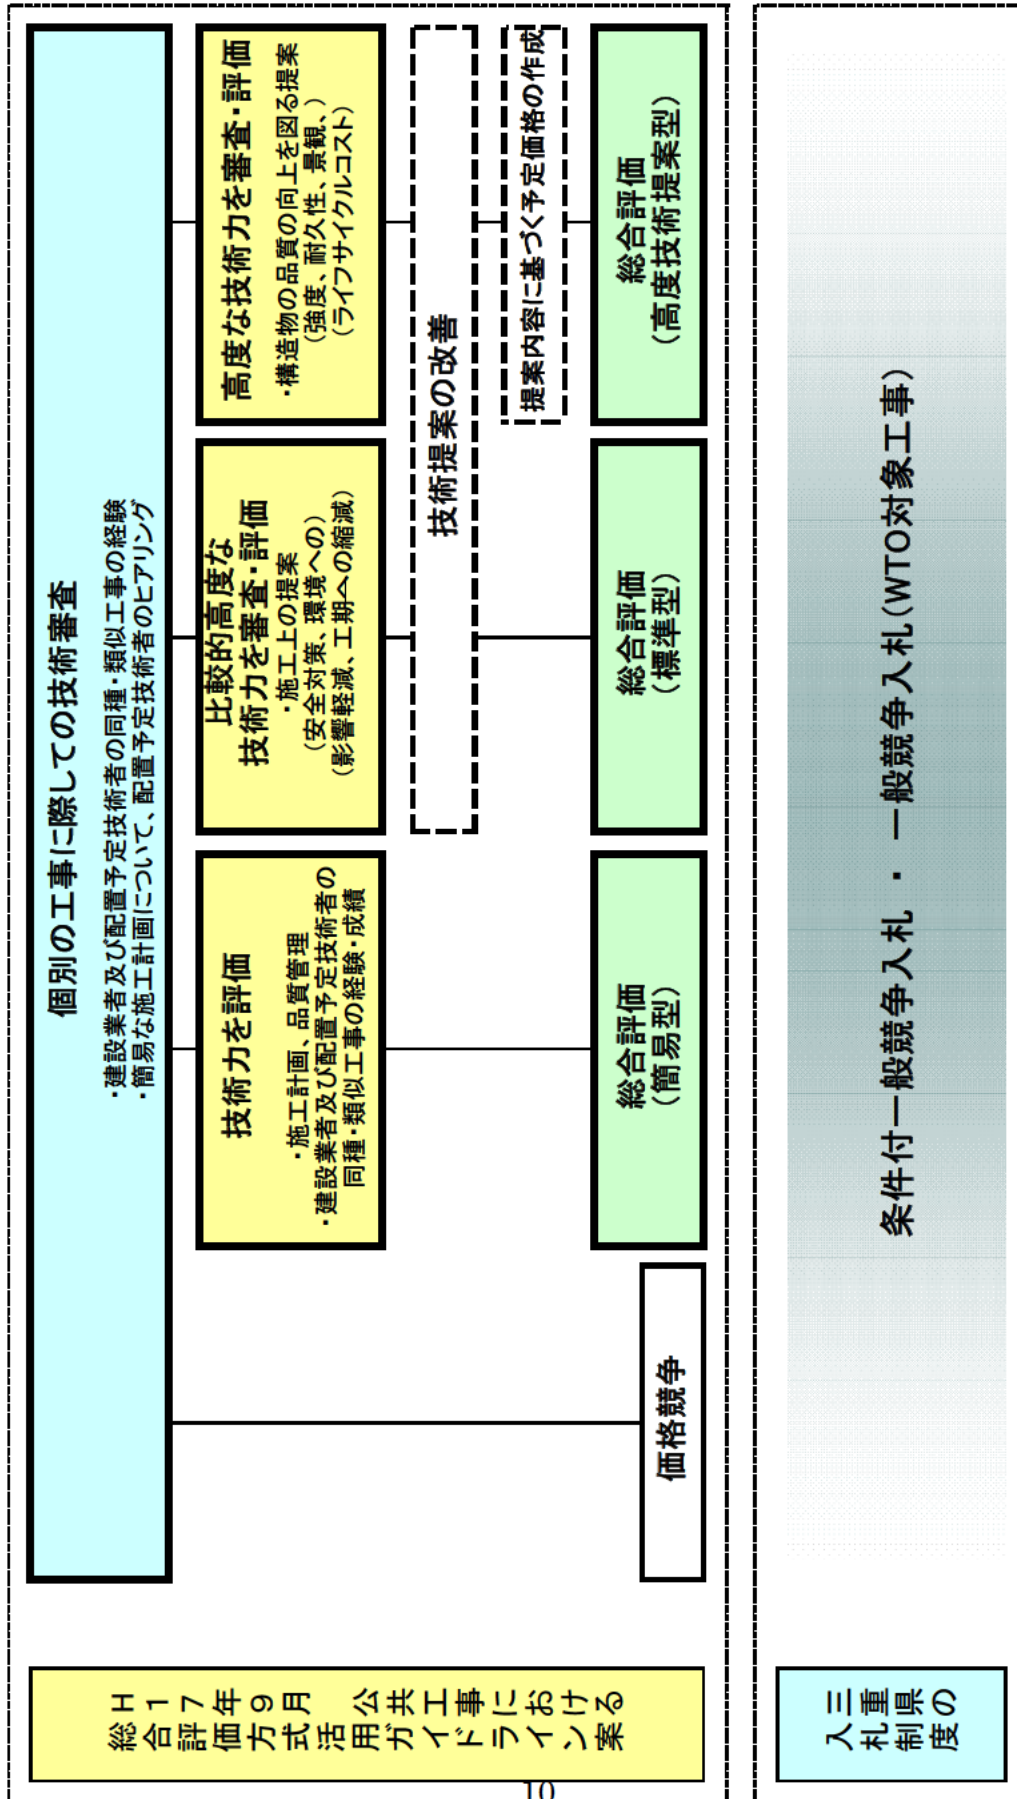 H17年9月 公共工事における
総合評価方式活用ガイドライン案
個別の工事に際しての技術審査
・建設業者及び配置予定技術者の同種・類似工事の経験
・簡易な施工計画について、配置予定技術者のヒアリング
技術力を評価
・施工計画、品質管理
・建設業者及び配置予定技術者の
同種・類似工事の経験・成績
比較的高度な
技術力を審査・評価
・施工上の提案
(安全対策、環境への)
(影響軽減、工期への縮減)
高度な技術力を審査・評価
・構造物の品質の向上を図る提案
(強度、耐久性、景観、)
(ライフサイクルコスト)
技術提案の改善
提案内容に基づく予定価格の作成
価格競争
総合評価
(簡易型)
総合評価
(標準型)
総合評価
(高度技術提案型)
三重県の
入札制度
条件付一般競争入札 ・ 一般競争入札(WTO対象工事)
10